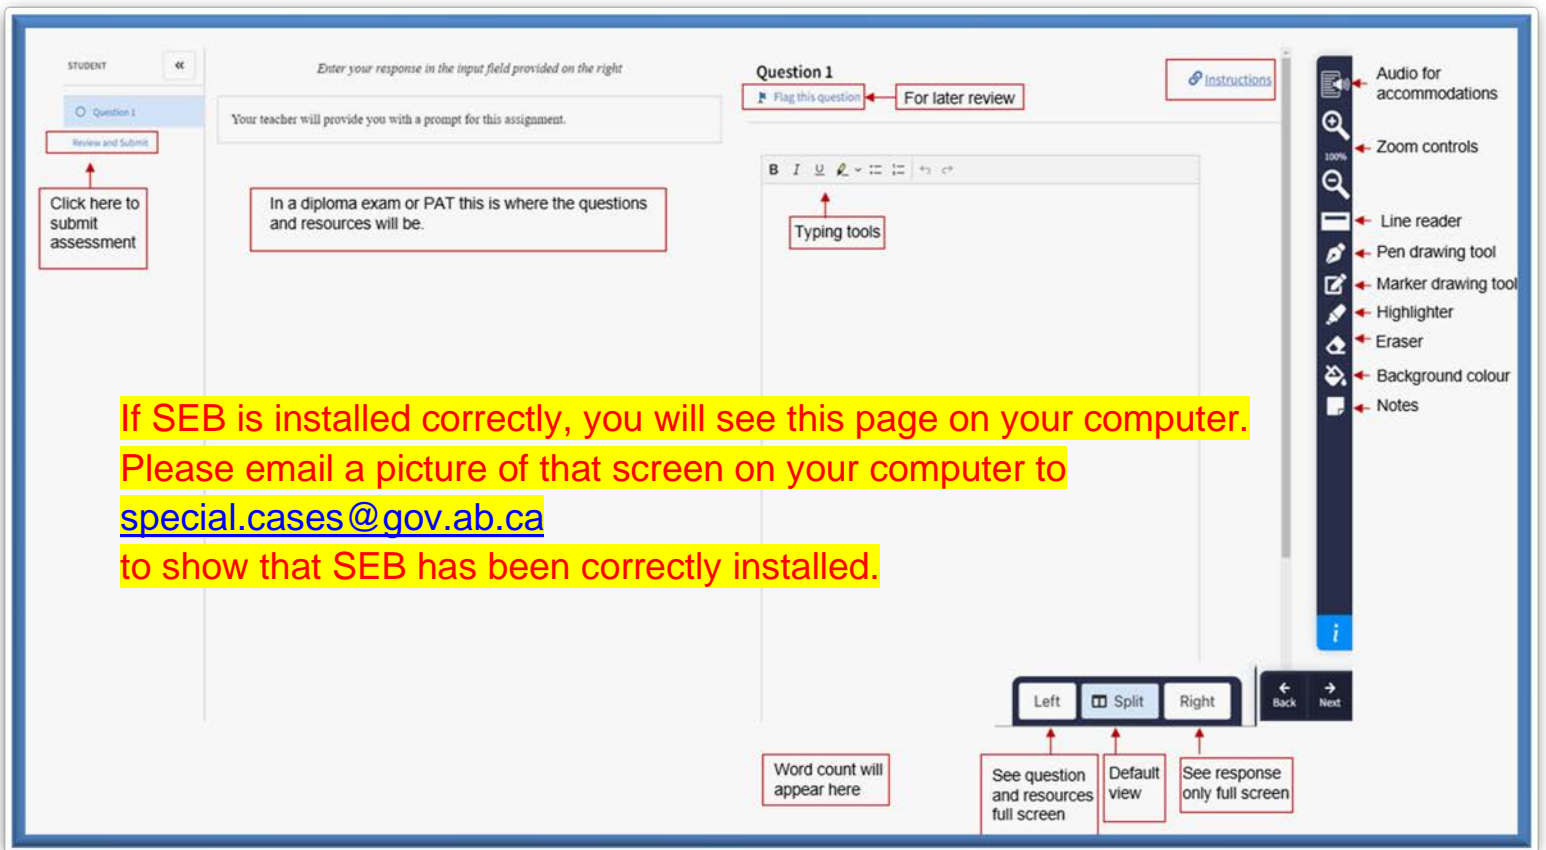 STUDENT
«
Question 1
Review and Submit
Click here to
submit
assessment
Enter your response in the input field provided on the right
Your teacher will provide you with a prompt for this assignment.
In a diploma exam or PAT this is where the questions
and resources will be.
Question 1
Flag this question
For later review
Instructions
B I U
Typing tools
Audio for
accommodations
100%
Zoom controls
Line reader
Pen drawing tool
Marker drawing tool
Highlighter
Eraser
Background colour
Notes
If SEB is installed correctly, you will see this page on your computer.
Please email a picture of that screen on your computer to
special.cases@gov.ab.ca
to show that SEB has been correctly installed.
i
Left Split Right
Back Next
Word count will
appear here
See question
and resources
full screen
Default
view
See response
only full screen